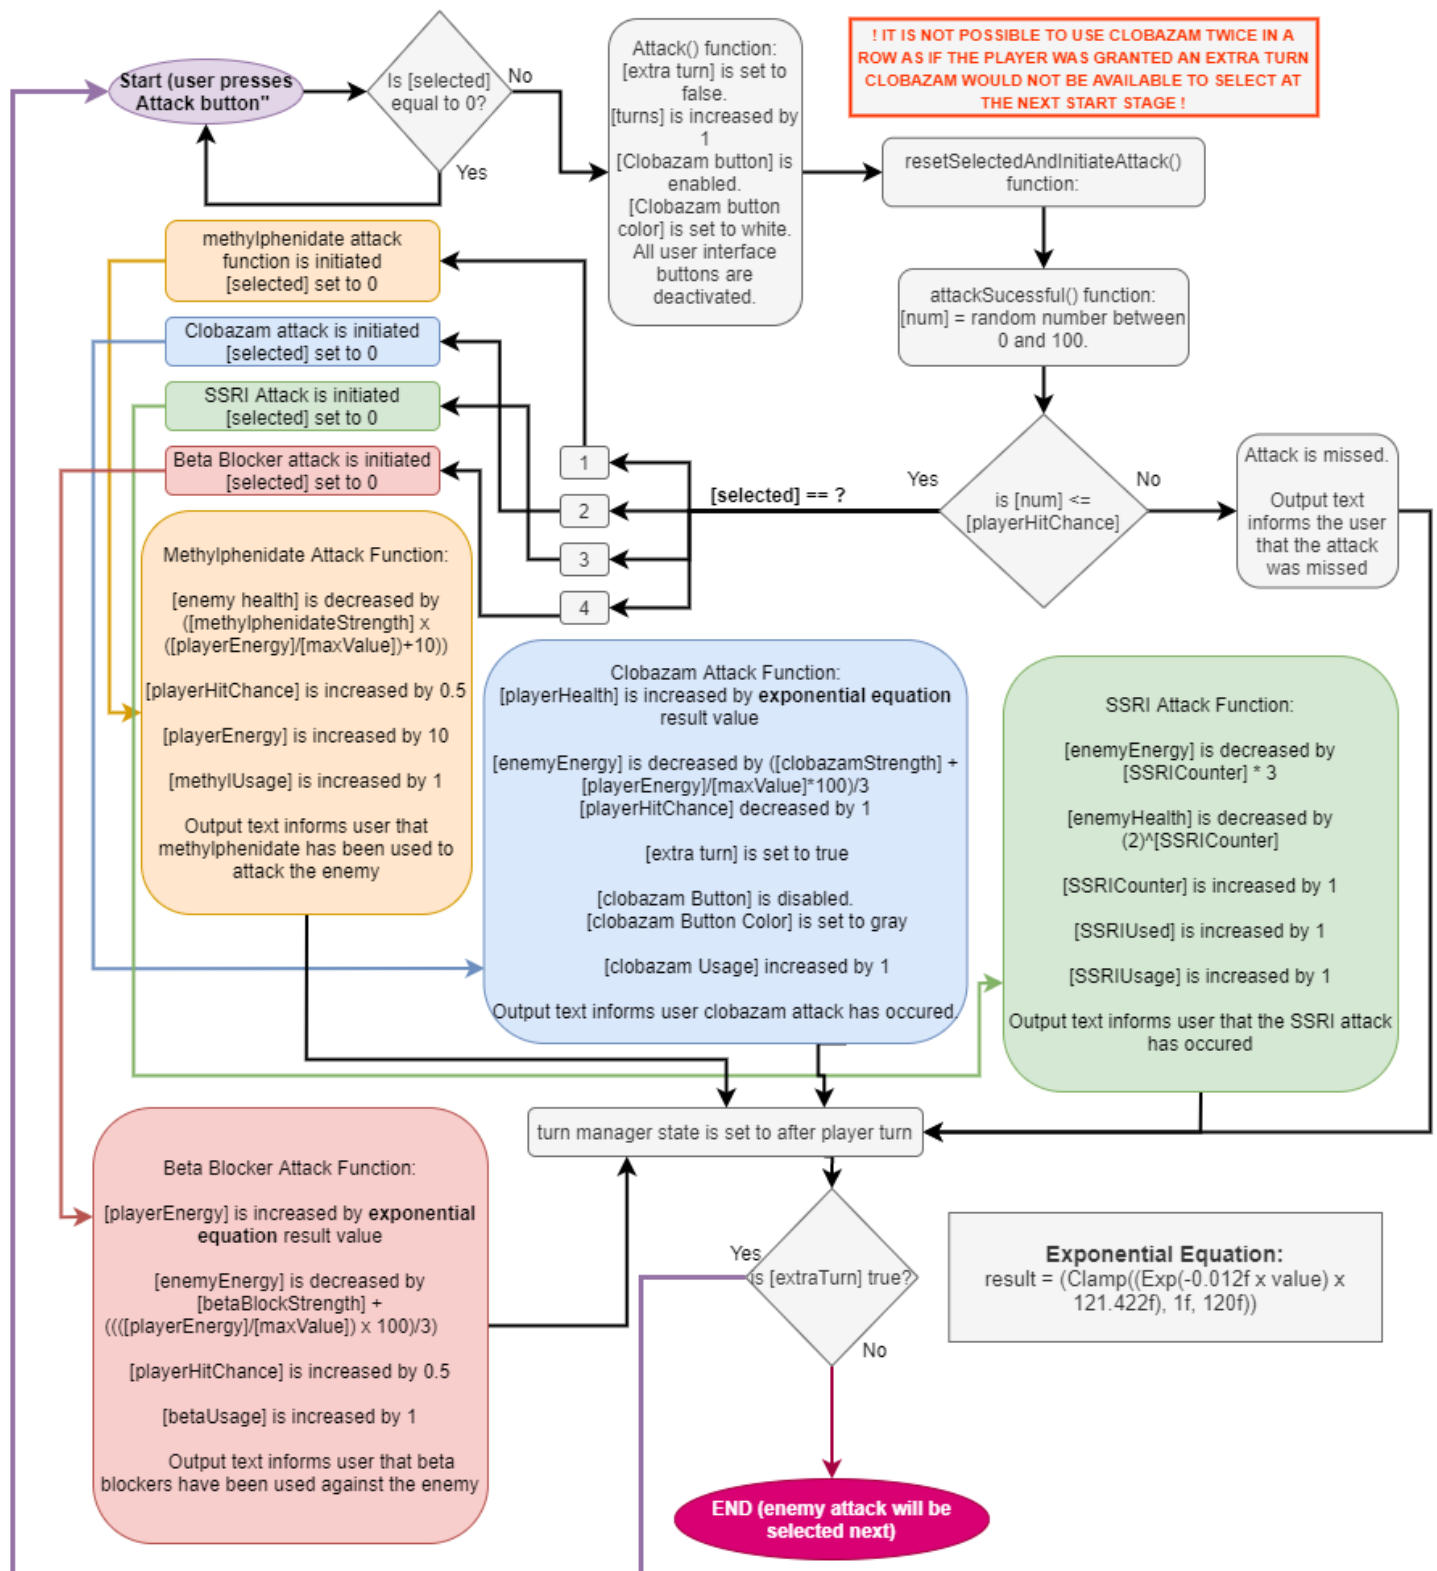 Start (user presses
Attack button"
Is [selected]
equal to 0?
No
Yes
Attack() function:
[extra turn] is set to
false.
[turns] is increased by
1
[Clobazam button] is
enabled.
[Clobazam button
color] is set to white.
All user interface
buttons are
deactivated.
! IT IS NOT POSSIBLE TO USE CLOBAZAM TWICE IN A
ROW AS IF THE PLAYER WAS GRANTED AN EXTRA TURN
CLOBAZAM WOULD NOT BE AVAILABLE TO SELECT AT
THE NEXT START STAGE !
resetSelectedAndInitiateAttack()
function:
attackSucessful() function:
[num] = random number between
0 and 100.
is [num] <=
[playerHitChance]
Yes
No
Attack is missed.
Output text
informs the user
that the attack
was missed
[selected] == ?
1
2
3
4
methylphenidate attack
function is initiated
[selected] set to 0
Clobazam attack is initiated
[selected] set to 0
SSRI Attack is initiated
[selected] set to 0
Beta Blocker attack is initiated
[selected] set to 0
Methylphenidate Attack Function:
[enemy health] is decreased by
([methylphenidateStrength] x
([playerEnergy]/[maxValue])+10))
[playerHitChance] is increased by 0.5
[playerEnergy] is increased by 10
[methylUsage] is increased by 1
Output text informs user that
methylphenidate has been used to
attack the enemy
Clobazam Attack Function:
[playerHealth] is increased by exponential equation
result value
[enemyEnergy] is decreased by ([clobazamStrength] +
[playerEnergy]/[maxValue]*100)/3
[playerHitChance] decreased by 1
[extra turn] is set to true
[clobazam Button] is disabled.
[clobazam Button Color] is set to gray
[clobazam Usage] increased by 1
Output text informs user clobazam attack has occured.
SSRI Attack Function:
[enemyEnergy] is decreased by
[SSRICounter] * 3
[enemyHealth] is decreased by
(2)^[SSRICounter]
[SSRICounter] is increased by 1
[SSRIUsed] is increased by 1
[SSRIUsage] is increased by 1
Output text informs user that the SSRI attack
has occured
turn manager state is set to after player turn
Beta Blocker Attack Function:
[playerEnergy] is increased by exponential
equation result value
[enemyEnergy] is decreased by
[betaBlockStrength] +
((([playerEnergy]/[maxValue]) x 100)/3)
[playerHitChance] is increased by 0.5
[betaUsage] is increased by 1
Output text informs user that beta
blockers have been used against the enemy
Yes
is [extraTurn] true?
No
Exponential Equation:
result = (Clamp((Exp(-0.012f x value) x
121.422f), 1f, 120f))
END (enemy attack will be
selected next)